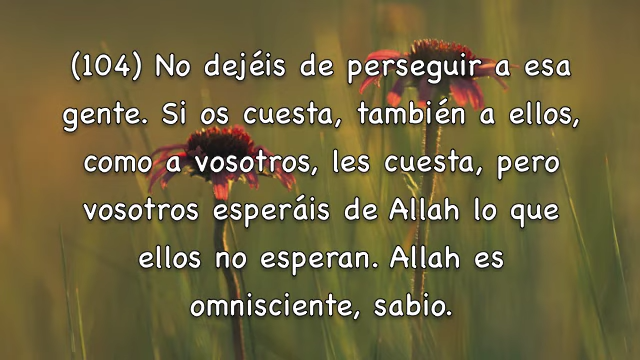 (104) No dejéis de perseguir a esa
gente. Si os cuesta, también a ellos,
como a vosotros, les cuesta, pero
vosotros esperáis de Allah lo que
ellos no esperan. Allah es
omnisciente, sabio.